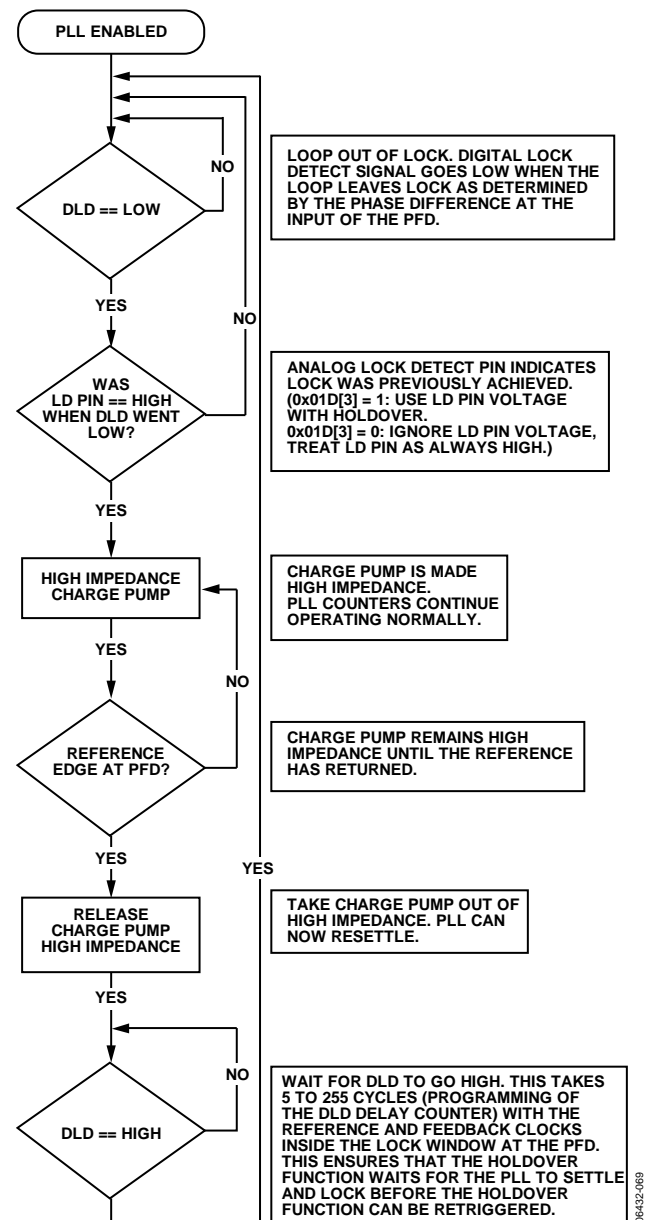 PLL ENABLED
NO
DLD == LOW
LOOP OUT OF LOCK. DIGITAL LOCK
DETECT SIGNAL GOES LOW WHEN THE
LOOP LEAVES LOCK AS DETERMINED
BY THE PHASE DIFFERENCE AT THE
INPUT OF THE PFD.
YES
NO
WAS
LD PIN == HIGH
WHEN DLD WENT
LOW?
ANALOG LOCK DETECT PIN INDICATES
LOCK WAS PREVIOUSLY ACHIEVED.
(0x01D[3] = 1: USE LD PIN VOLTAGE
WITH HOLDOVER.
0x01D[3] = 0: IGNORE LD PIN VOLTAGE,
TREAT LD PIN AS ALWAYS HIGH.)
YES
HIGH IMPEDANCE
CHARGE PUMP
CHARGE PUMP IS MADE
HIGH IMPEDANCE.
PLL COUNTERS CONTINUE
OPERATING NORMALLY.
YES
NO
REFERENCE
EDGE AT PFD?
CHARGE PUMP REMAINS HIGH
IMPEDANCE UNTIL THE REFERENCE
HAS RETURNED.
YES
YES
RELEASE
CHARGE PUMP
HIGH IMPEDANCE
TAKE CHARGE PUMP OUT OF
HIGH IMPEDANCE. PLL CAN
NOW RESETTLE.
YES
NO
DLD == HIGH
WAIT FOR DLD TO GO HIGH. THIS TAKES
5 TO 255 CYCLES (PROGRAMMING OF
THE DLD DELAY COUNTER) WITH THE
REFERENCE AND FEEDBACK CLOCKS
INSIDE THE LOCK WINDOW AT THE PFD.
THIS ENSURES THAT THE HOLDOVER
FUNCTION WAITS FOR THE PLL TO SETTLE
AND LOCK BEFORE THE HOLDOVER
FUNCTION CAN BE RETRIGGERED.
06432-069